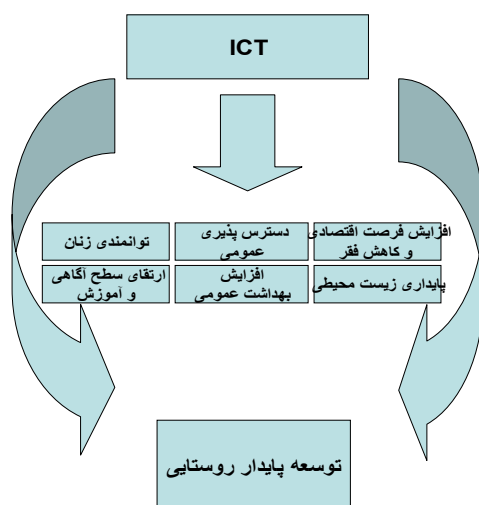 ICT
افزایش فرصت اقتصادی
و کاهش فقر
دسترس پذیری
عمومی
توانمندی زنان
پایداری زیست محیطی
افزایش
بهداشت عمومی
ارتقای سطح آگاهی
و آموزش
توسعه پایدار روستایی